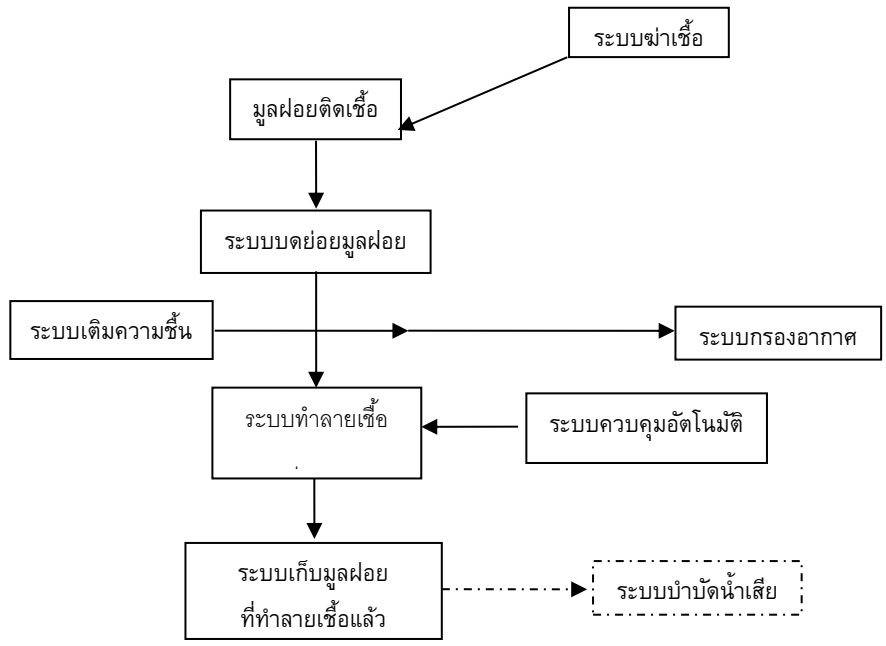 ระบบฆ่าเชื้อ
มูลฝอยติดเชื้อ
ระบบบดย่อยมูลฝอย
ระบบเติมความชื้น
ระบบกรองอากาศ
ระบบทำลายเชื้อ
ระบบควบคุมอัตโนมัติ
ระบบเก็บมูลฝอย
ที่ทำลายเชื้อแล้ว
ระบบบำบัดน้ำเสีย